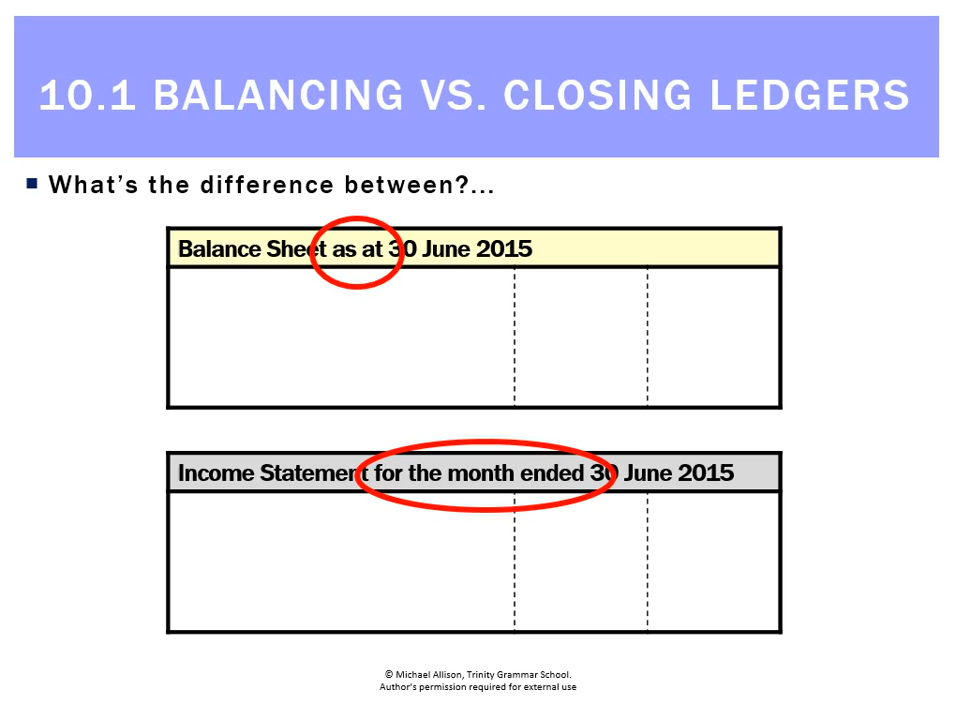 10.1 BALANCING VS. CLOSING LEDGERS
What's the difference between?...
Balance Sheet as at 30 June 2015
Income Statement for the month ended 30 June 2015
© Michael Allison, Trinity Grammar School.
Author's permission required for external use